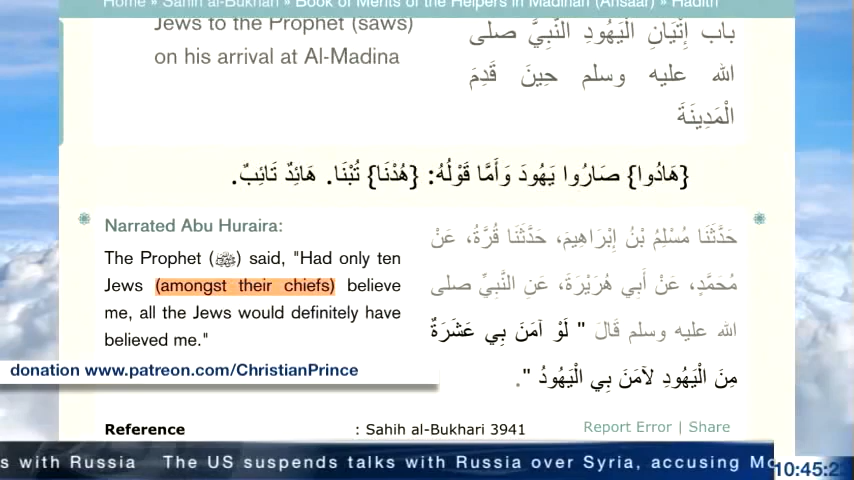 Home » Sahih al-Bukhari » Book of Merits of the Helpers in Madinah (Ansaar) » Hadith
Jews to the Prophet (saws)
on his arrival at Al-Madina
باب إِتْيَانِ الْيَهُودِ النَّبِيَّ صلى
الله عليه وسلم حِينَ قَدِمَ
الْمَدِينَةَ
{هَادُوا} صَارُوا يَهُودَ وَأَمَّا قَوْلُهُ: {هُدْنَا} تُبْنَا. هَائِدٌ تَائِبٌ.
Narrated Abu Huraira:
The Prophet (ﷺ) said, "Had only ten
Jews (amongst their chiefs) believe
me, all the Jews would definitely have
believed me."
حَدَّثَنَا مُسْلِمُ بْنُ إِبْرَاهِيمَ، حَدَّثَنَا قُرَّةُ، عَنْ
مُحَمَّدٍ، عَنْ أَبِي هُرَيْرَةَ، عَنِ النَّبِيِّ صلى
الله عليه وسلم قَالَ " لَوْ آمَنَ بِي عَشَرَةٌ
مِنَ الْيَهُودِ لآمَنَ بِي الْيَهُودُ ".
donation www.patreon.com/ChristianPrince
Reference : Sahih al-Bukhari 3941
Report Error | Share
s with Russia The US suspends talks with Russia over Syria, accusing
10:45:2